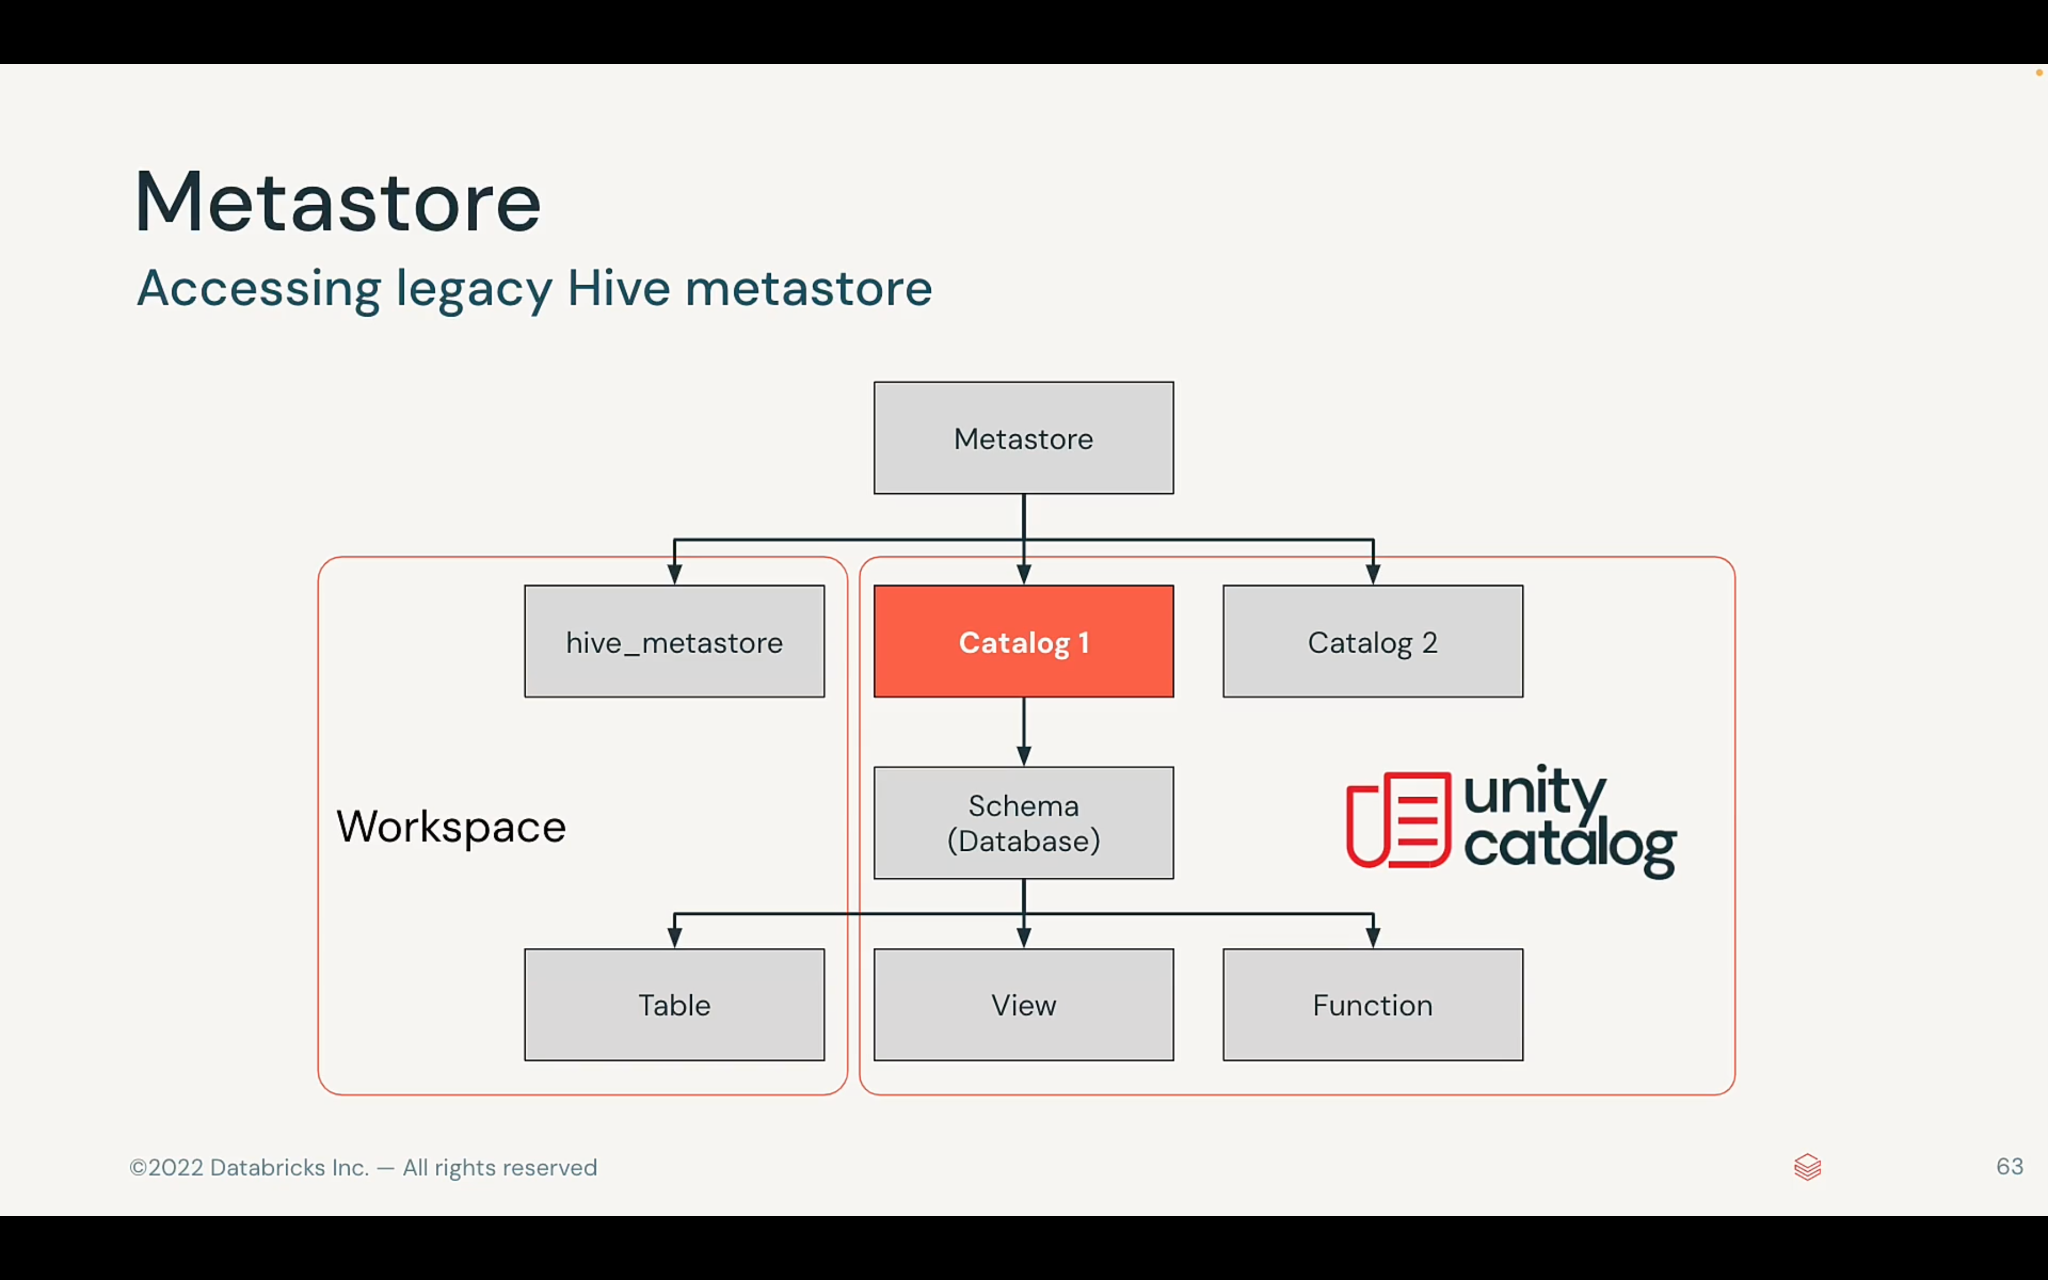 Metastore
Accessing legacy Hive metastore
Metastore
hive_metastore
Catalog 1
Catalog 2
Workspace
Schema
(Database)
unity
catalog
Table
View
Function
©2022 Databricks Inc. — All rights reserved
63